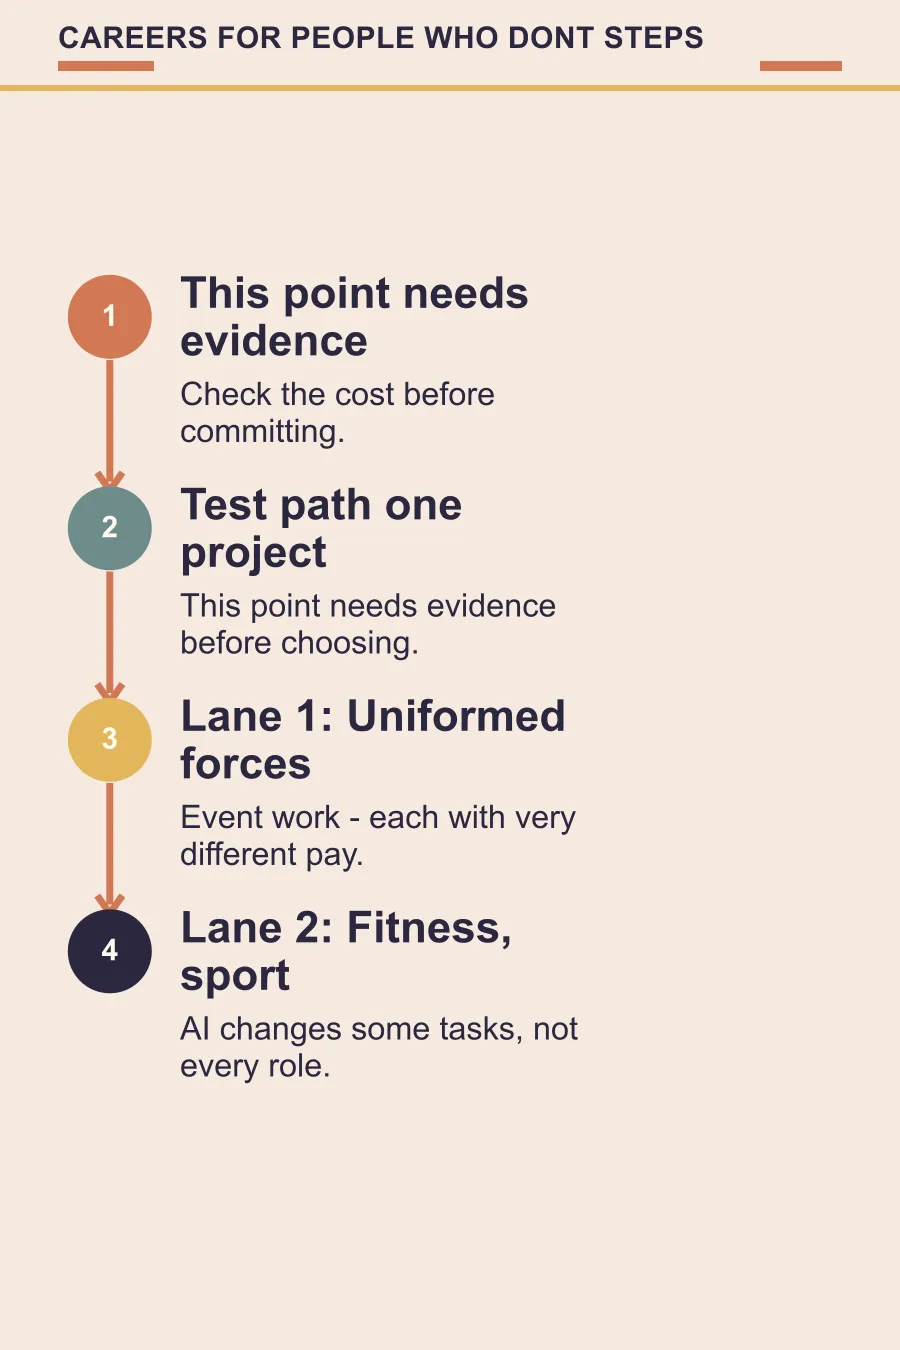 CAREERS FOR PEOPLE WHO DONT STEPS
1
This point needs
evidence
Check the cost before
committing.
2
Test path one
project
This point needs evidence
before choosing.
3
Lane 1: Uniformed
forces
Event work - each with very
different pay.
4
Lane 2: Fitness,
sport
AI changes some tasks, not
every role.